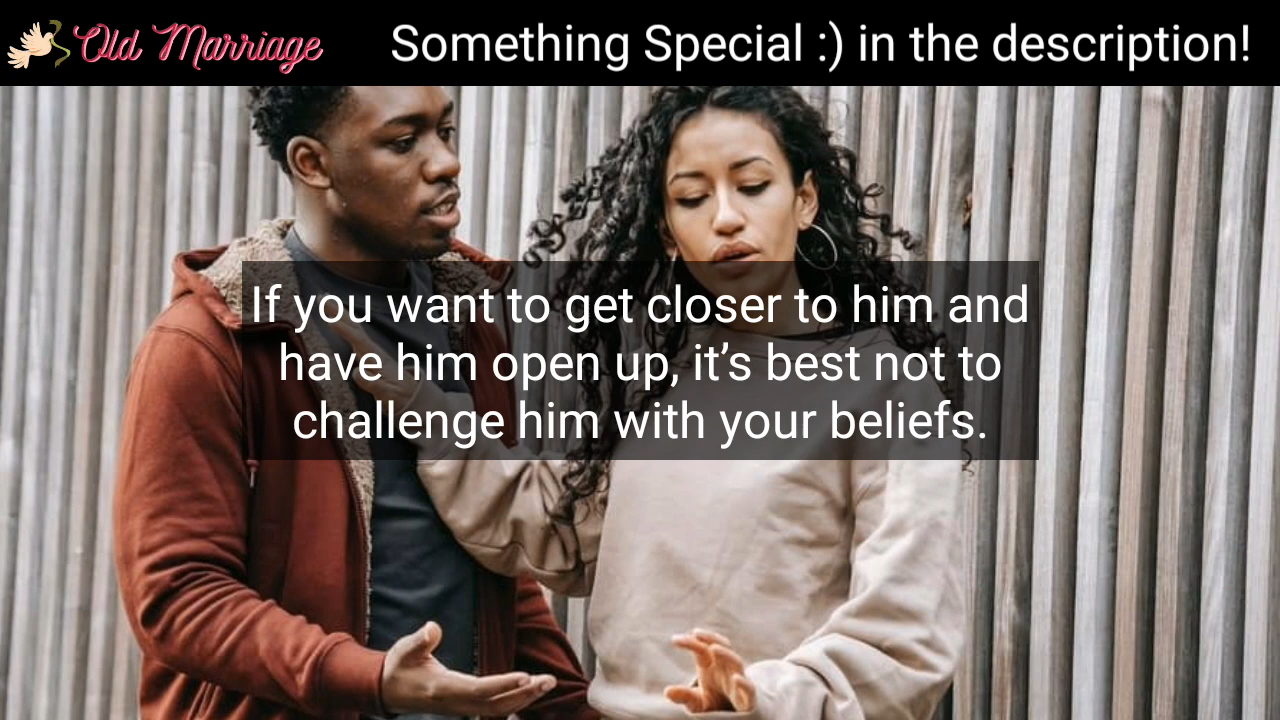 Old Marriage
Something Special :) in the description!
If you want to get closer to him and
have him open up, it’s best not to
challenge him with your beliefs.